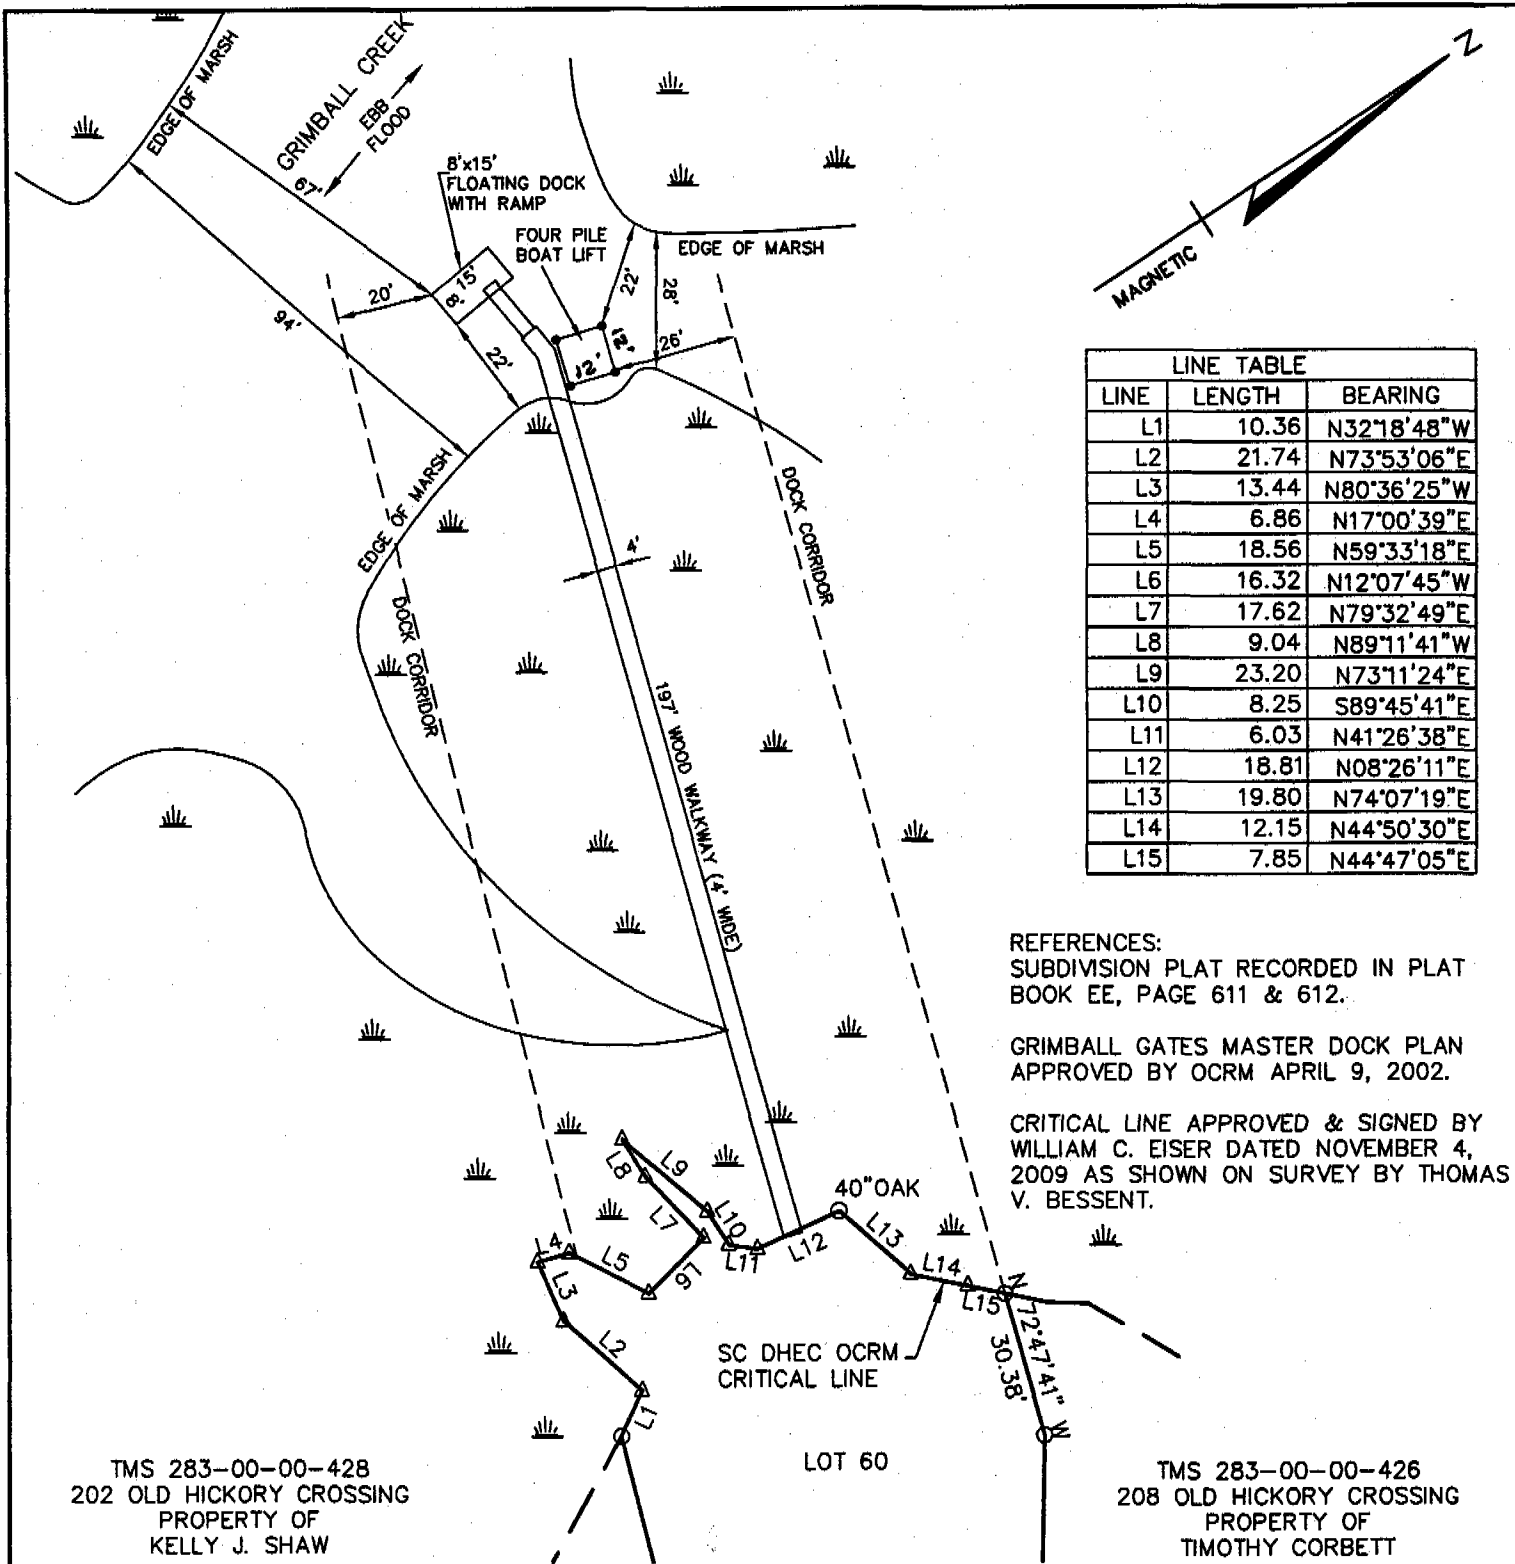 EDGE OF MARSH
GRIMBALL CREEK
EBB
FLOOD
67'
94'
8'x15'
FLOATING DOCK
WITH RAMP
FOUR PILE
BOAT LIFT
EDGE OF MARSH
MAGNETIC
N
20'
15'
8'
22'
22'
28'
12'
12'
26'
EDGE OF MARSH
DOCK CORRIDOR
DOCK CORRIDOR
4'
197' WOOD WALKWAY (4' WIDE)
LINE TABLE
LINE LENGTH BEARING
L1 10.36 N32°18'48"W
L2 21.74 N73°53'06"E
L3 13.44 N80°36'25"W
L4 6.86 N17°00'39"E
L5 18.56 N59°33'18"E
L6 16.32 N12°07'45"W
L7 17.62 N79°32'49"E
L8 9.04 N89°11'41"W
L9 23.20 N73°11'24"E
L10 8.25 S89°45'41"E
L11 6.03 N41°26'38"E
L12 18.81 N08°26'11"E
L13 19.80 N74°07'19"E
L14 12.15 N44°50'30"E
L15 7.85 N44°47'05"E
REFERENCES:
SUBDIVISION PLAT RECORDED IN PLAT
BOOK EE, PAGE 611 & 612.
GRIMBALL GATES MASTER DOCK PLAN
APPROVED BY OCRM APRIL 9, 2002.
CRITICAL LINE APPROVED & SIGNED BY
WILLIAM C. EISER DATED NOVEMBER 4,
2009 AS SHOWN ON SURVEY BY THOMAS
V. BESSENT.
L8
L9
L7
L10
L4
L5
L6
L11
L12
40"OAK
L13
L14
L15
L3
L2
L1
SC DHEC OCRM
CRITICAL LINE
N 72°47'41" W
30.38'
LOT 60
TMS 283-00-00-428
202 OLD HICKORY CROSSING
PROPERTY OF
KELLY J. SHAW
TMS 283-00-00-426
208 OLD HICKORY CROSSING
PROPERTY OF
TIMOTHY CORBETT